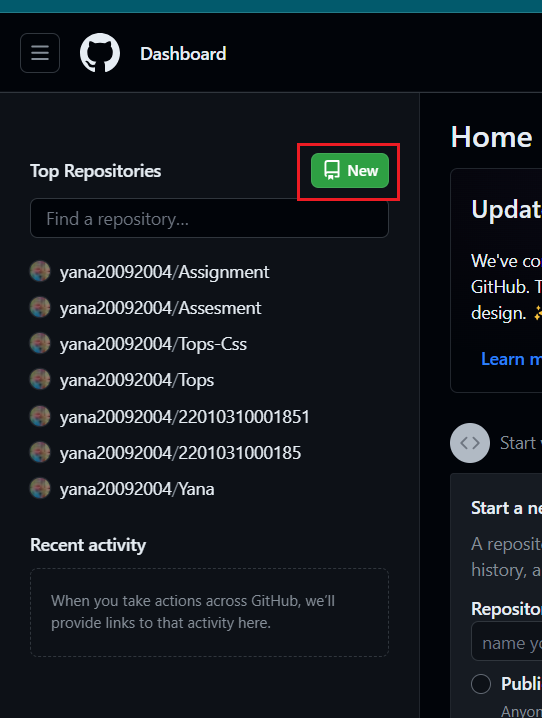 Dashboard
Top Repositories
New
Find a repository...
yana20092004/Assignment
yana20092004/Assesment
yana20092004/Tops-Css
yana20092004/Tops
yana20092004/22010310001851
yana20092004/2201031000185
yana20092004/Yana
Recent activity
When you take actions across GitHub, we'll
provide links to that activity here.
Home
Updat
We've co
GitHub. T
design. ✨
Learn m
Start
Start a ne
A reposit
history, a
Reposito
name yo
Publi
Anyon